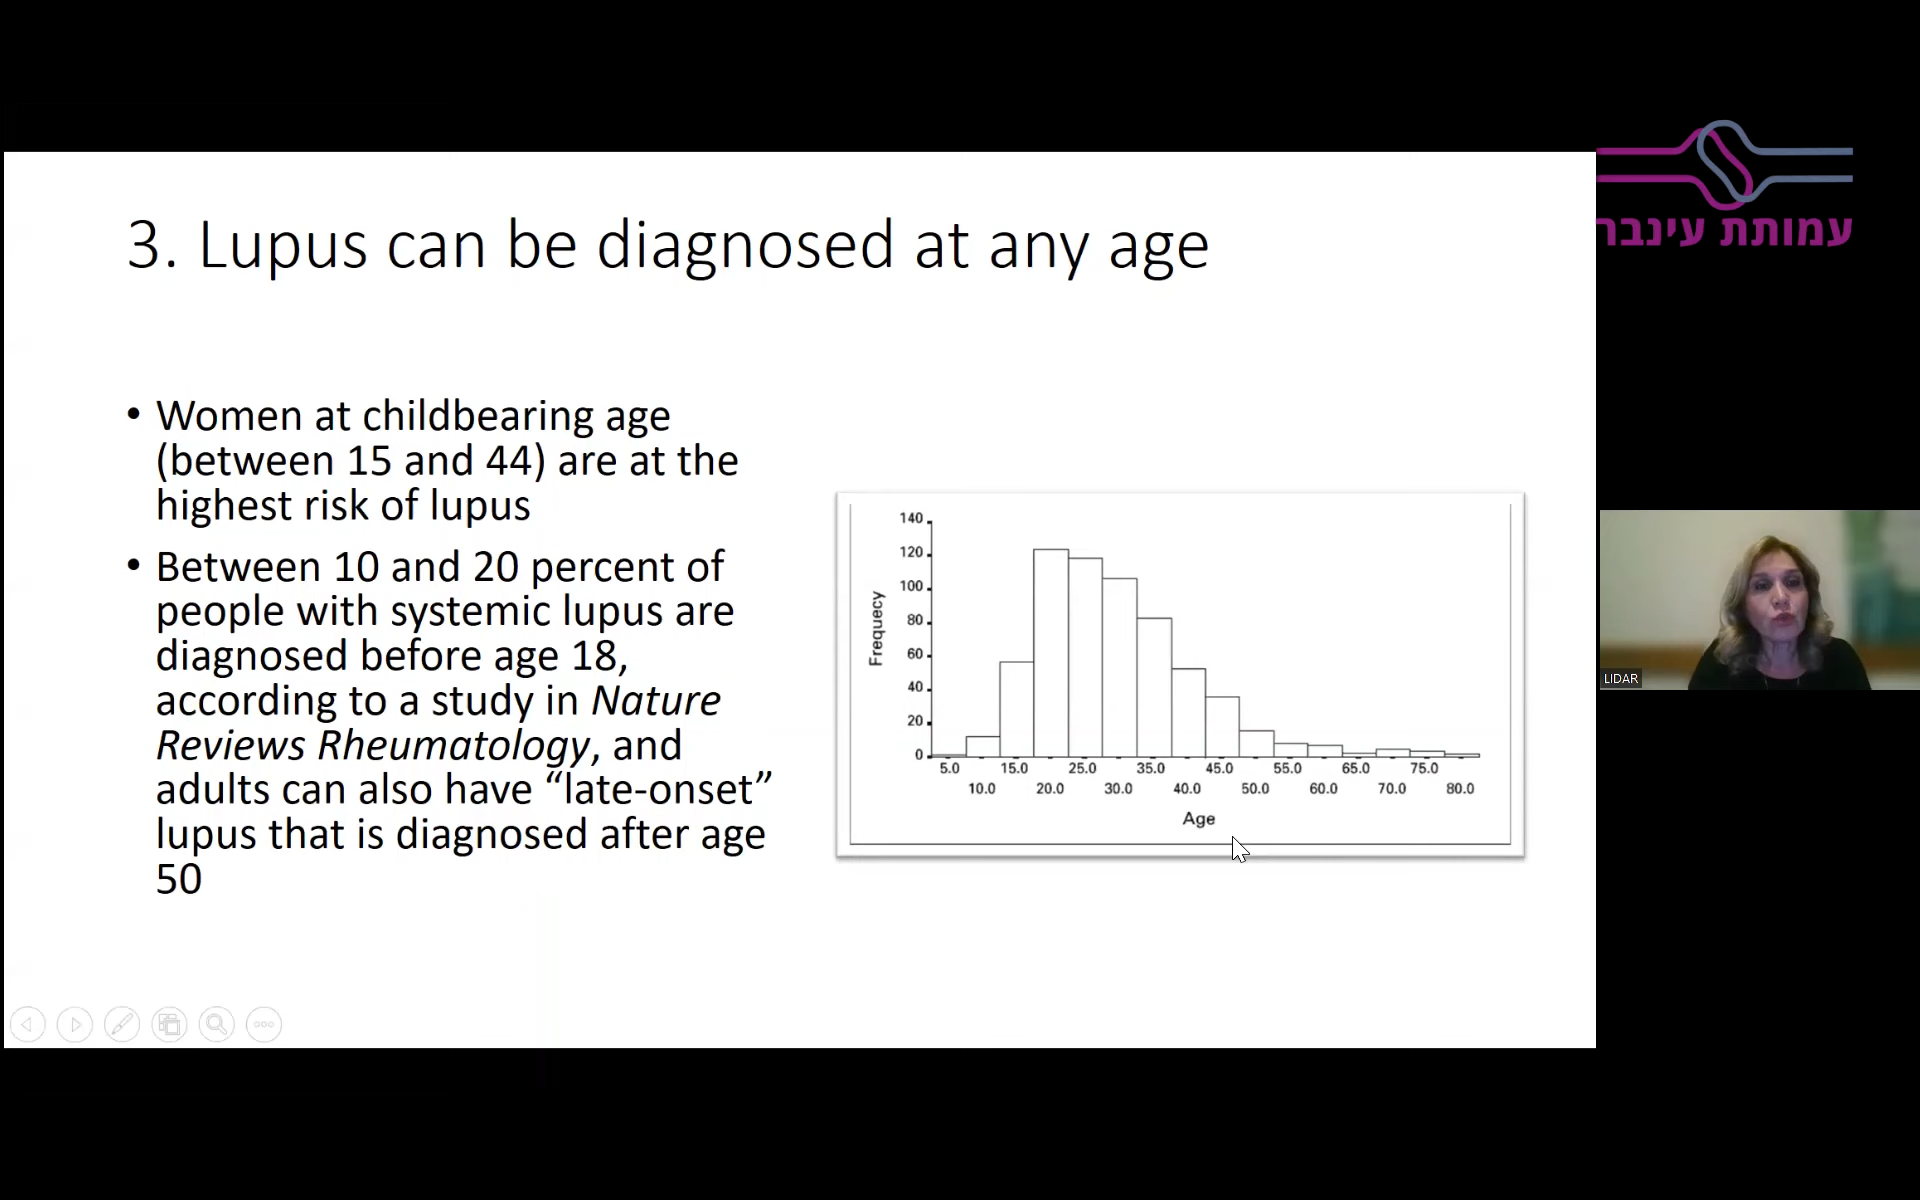 3. Lupus can be diagnosed at any age
• Women at childbearing age
(between 15 and 44) are at the
highest risk of lupus
• Between 10 and 20 percent of
people with systemic lupus are
diagnosed before age 18,
according to a study in Nature
Reviews Rheumatology, and
adults can also have “late-onset”
lupus that is diagnosed after age
50
Frequecy
140
120
100
80
60
40
20
0
5.0 15.0 25.0 35.0 45.0 55.0 65.0 75.0
10.0 20.0 30.0 40.0 50.0 60.0 70.0 80.0
Age
עמותת עינבר
LIDAR